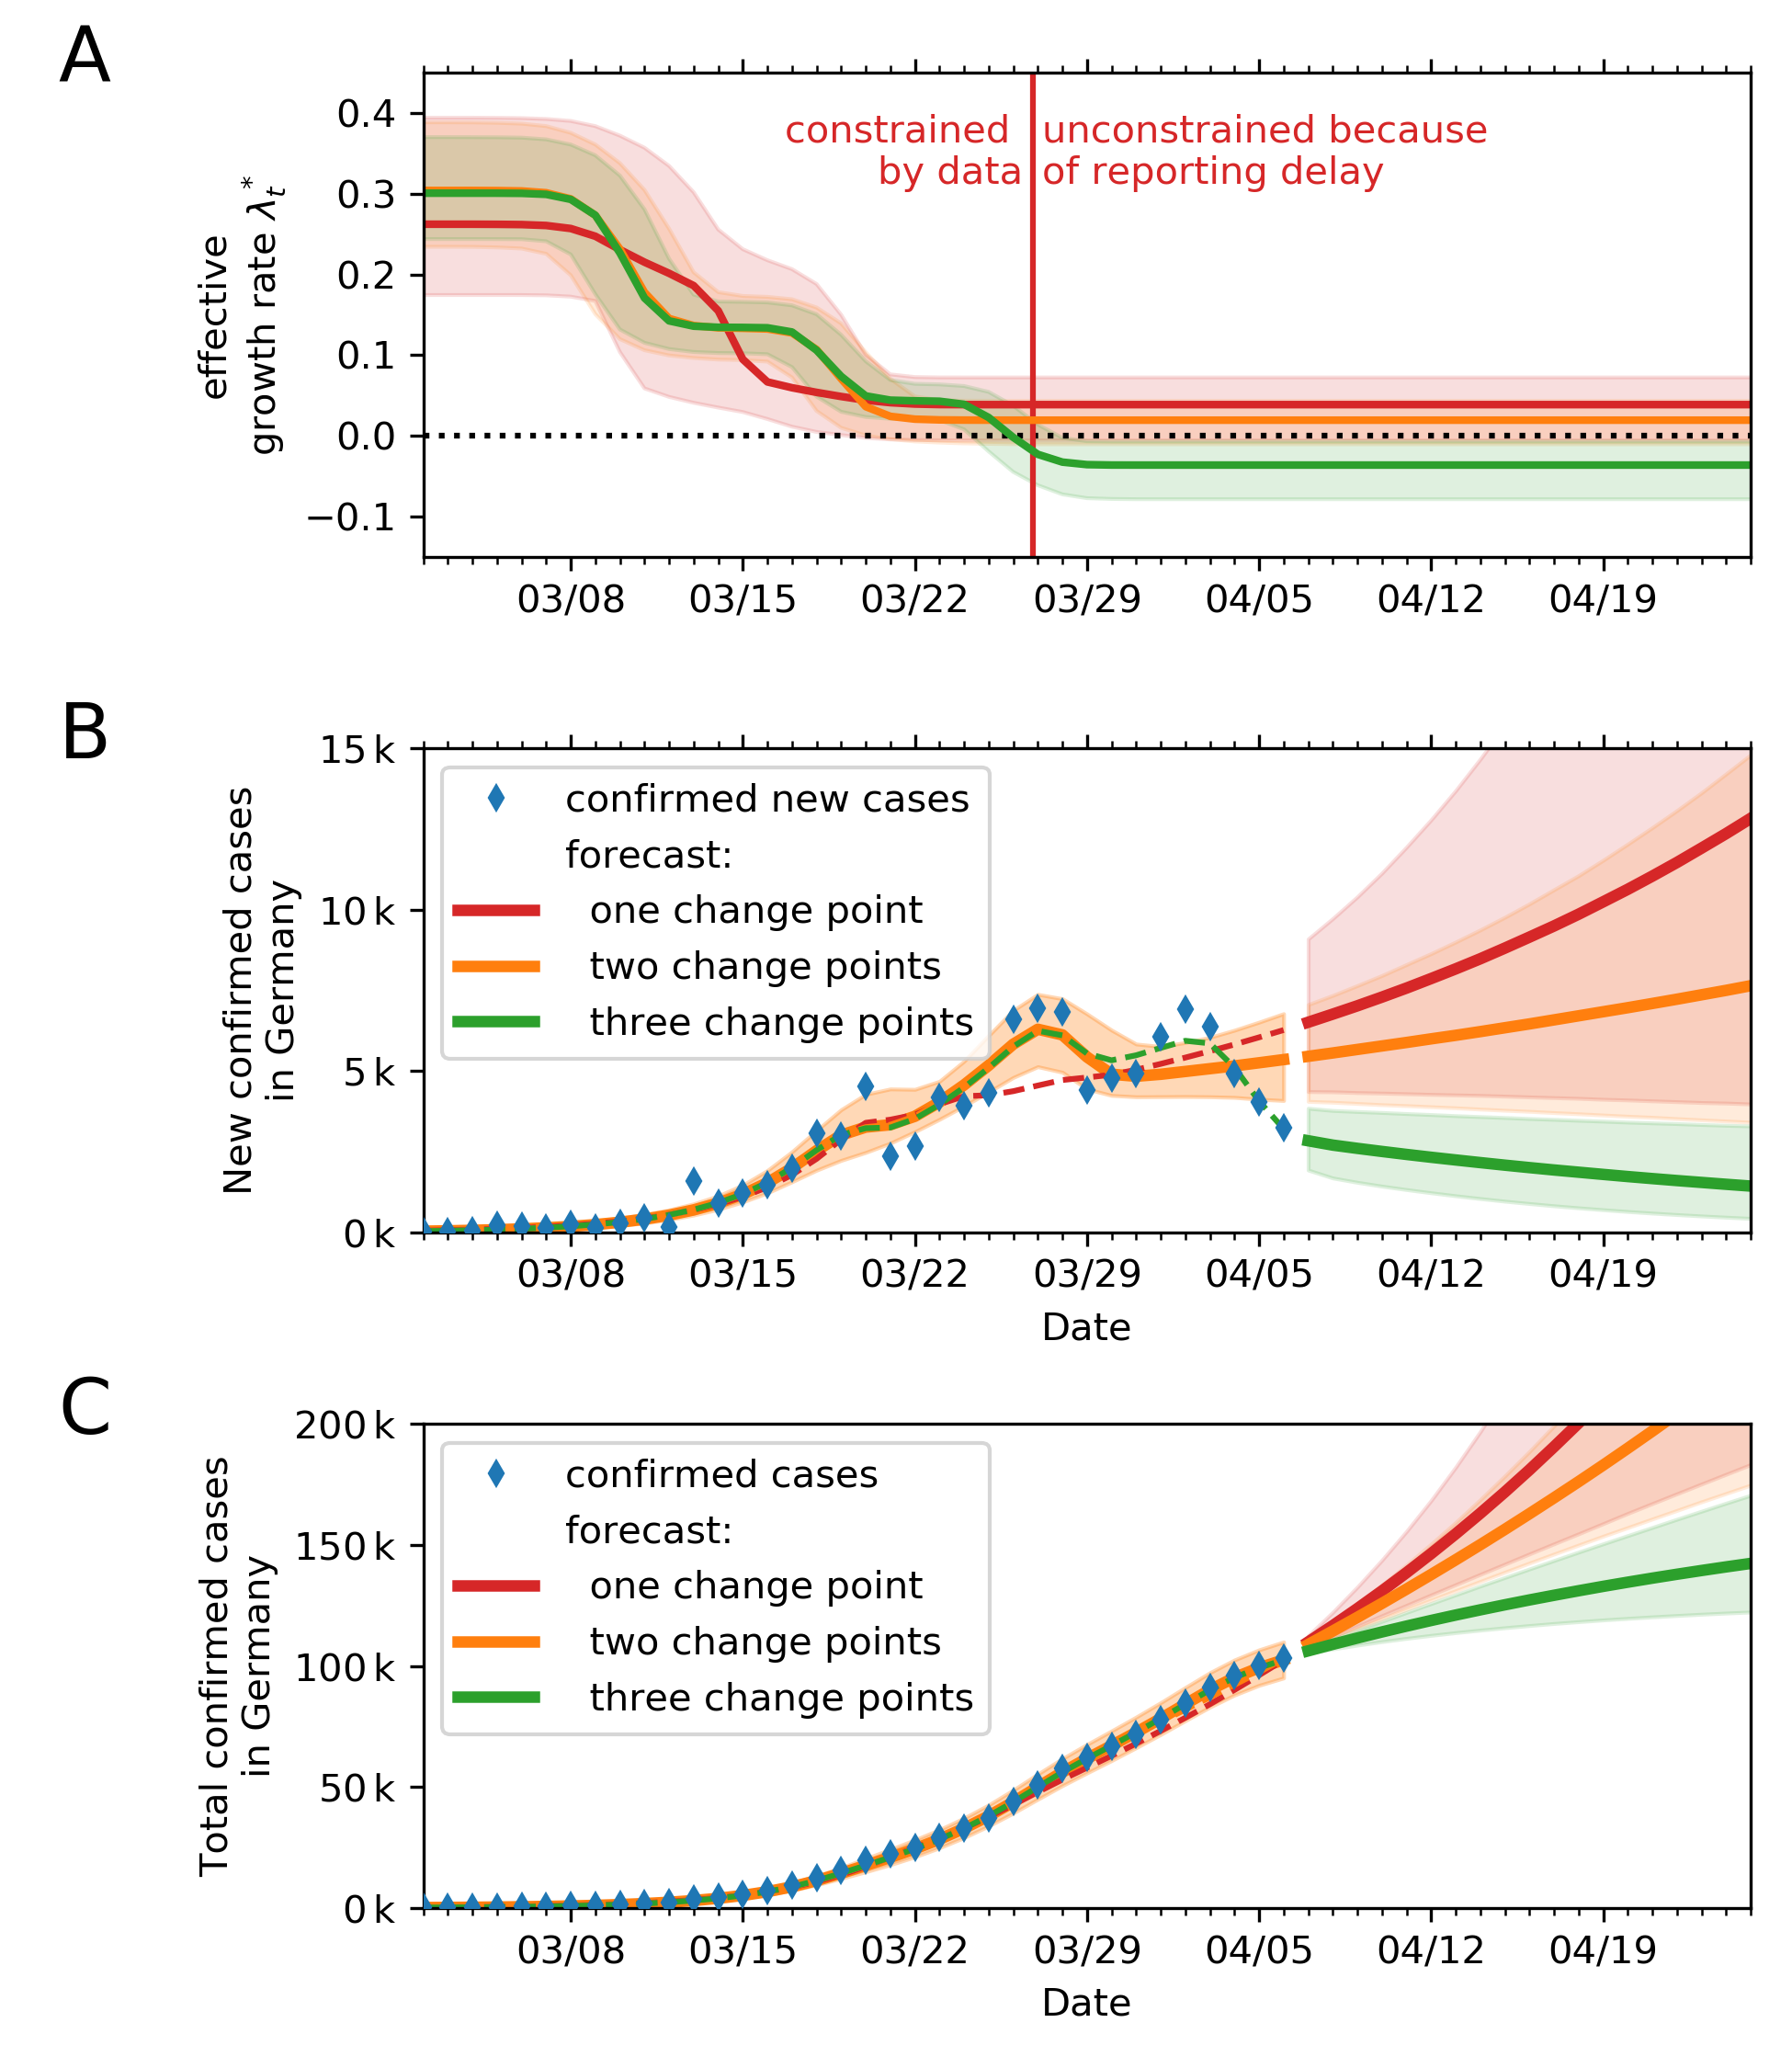 A
effective
growth rate λ*t
0.4
0.3
0.2
0.1
0.0
−0.1
constrained
by data
unconstrained because
of reporting delay
03/08 03/15 03/22 03/29 04/05 04/12 04/19
B
New confirmed cases
in Germany
15 k
10 k
5 k
0 k
confirmed new cases
forecast:
one change point
two change points
three change points
03/08 03/15 03/22 03/29 04/05 04/12 04/19
Date
C
Total confirmed cases
in Germany
200 k
150 k
100 k
50 k
0 k
confirmed cases
forecast:
one change point
two change points
three change points
03/08 03/15 03/22 03/29 04/05 04/12 04/19
Date